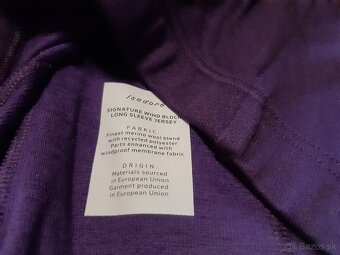 Isadore
SIGNATURE WIND BLOCK
LONG SLEEVE JERSEY
FABRIC:
Finest merino wool blend
with recycled polyester
Parts enhanced with
windproof membrane fabric
ORIGIN:
Materials sourced
in European Union
Garment produced
in European Union
Bazos.sk